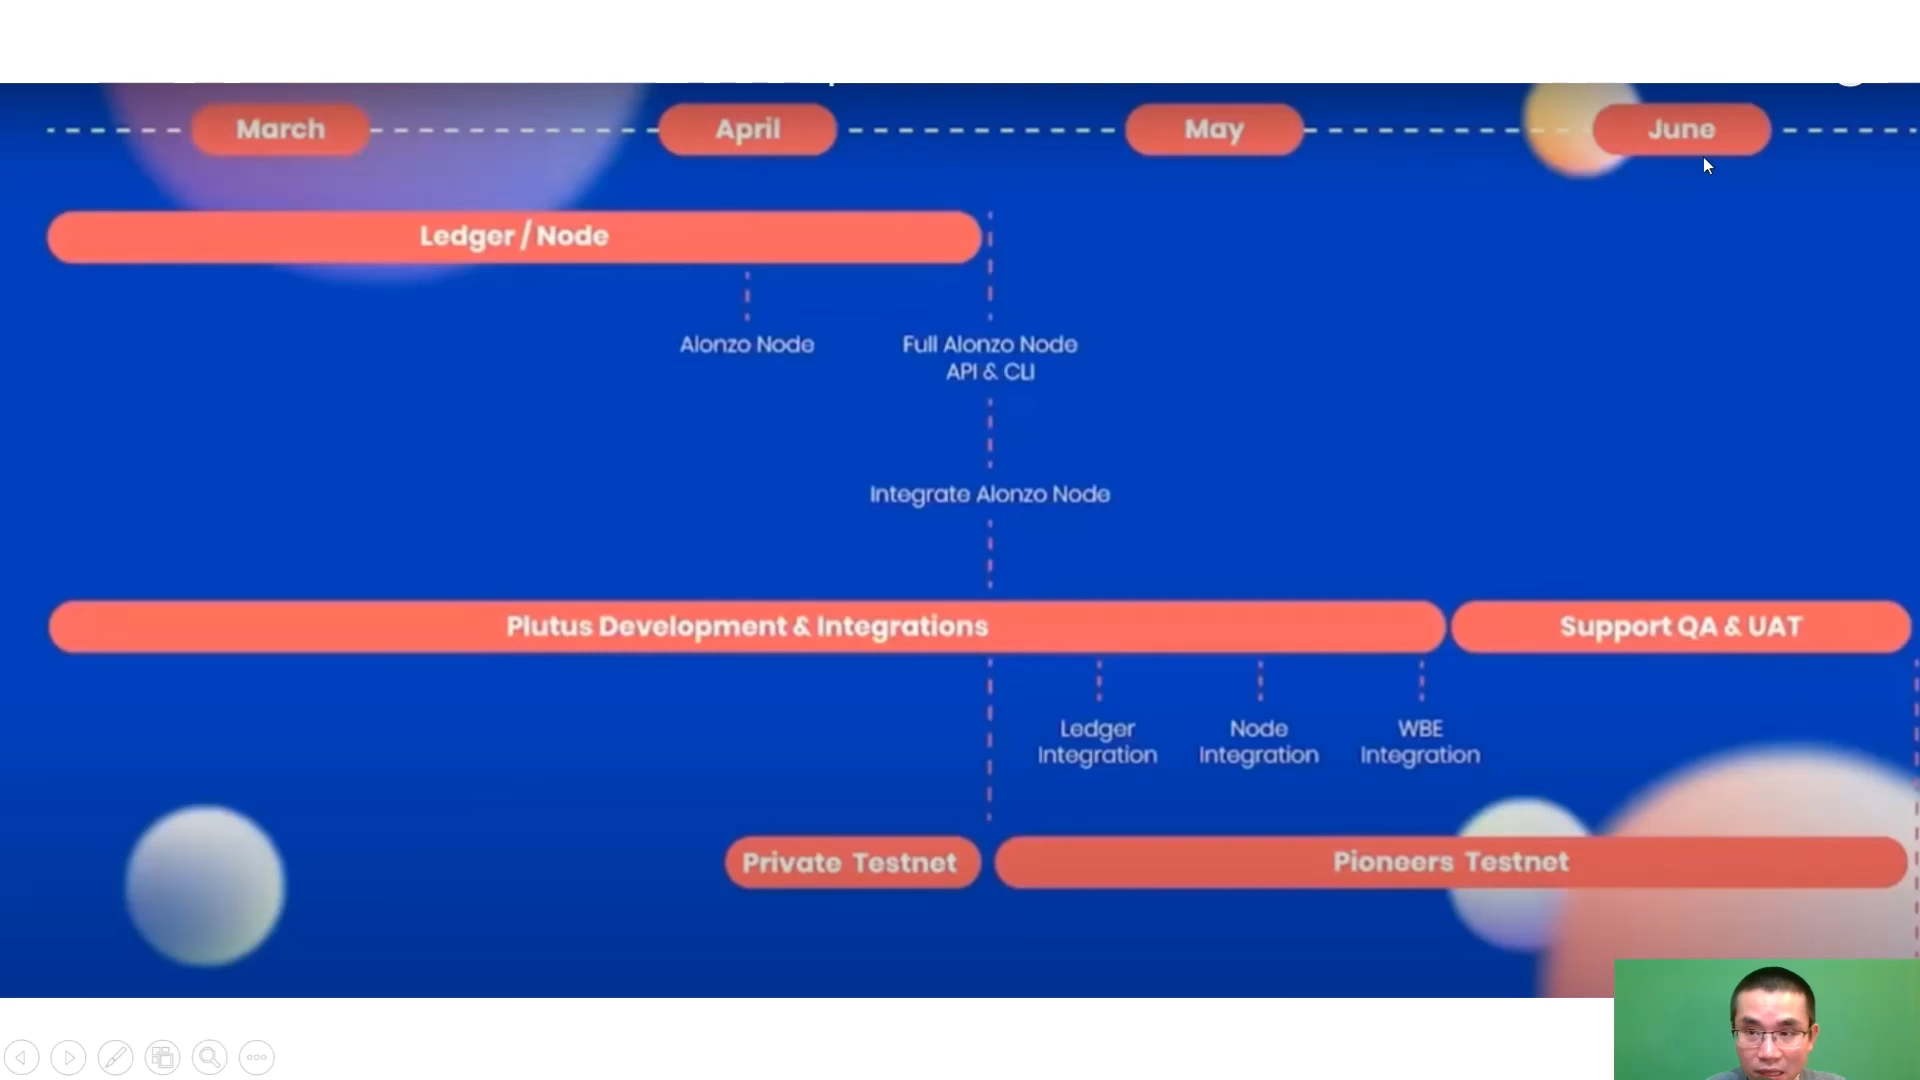 March
April
May
June
Ledger / Node
Alonzo Node
Full Alonzo Node
API & CLI
Integrate Alonzo Node
Plutus Development & Integrations
Support QA & UAT
Ledger
Integration
Node
Integration
WBE
Integration
Private Testnet
Pioneers Testnet